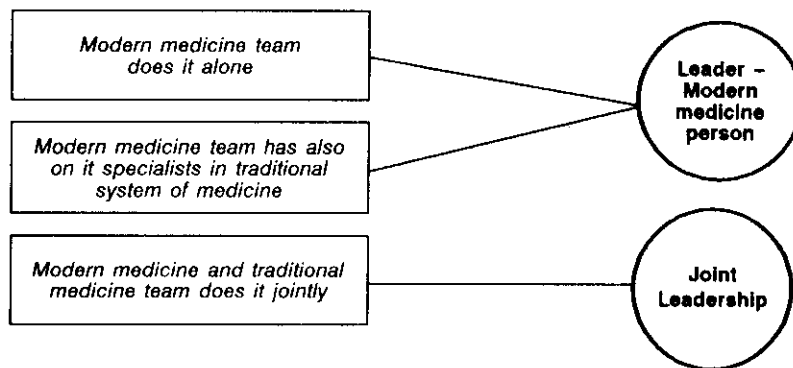 Modern medicine team
does it alone
Modern medicine team has also
on it specialists in traditional
system of medicine
Modern medicine and traditional
medicine team does it jointly
Leader –
Modern
medicine
person
Joint
Leadership